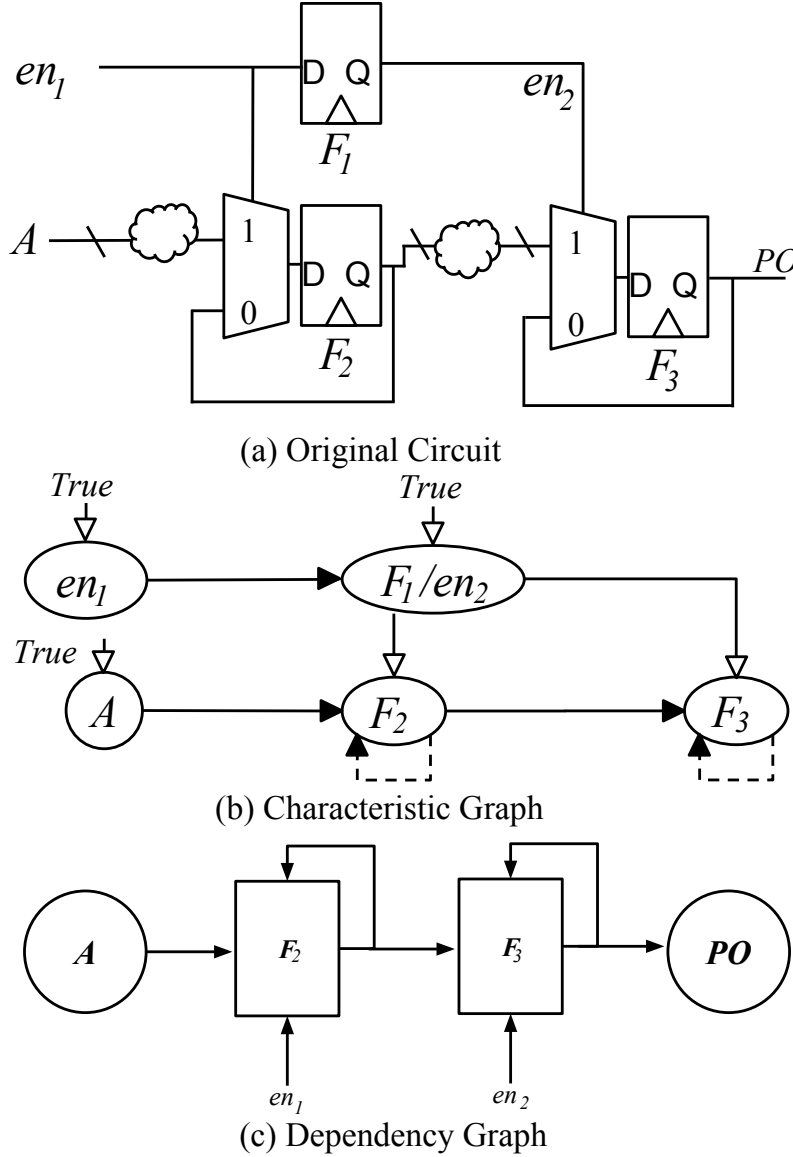 en1
D Q
en2
F1
A
1
0
D Q
F2
1
0
D Q
F3
PO
(a) Original Circuit
True
True
en1
F1/en2
True
A
F2
F3
(b) Characteristic Graph
A
F2
F3
PO
en1
en2
(c) Dependency Graph